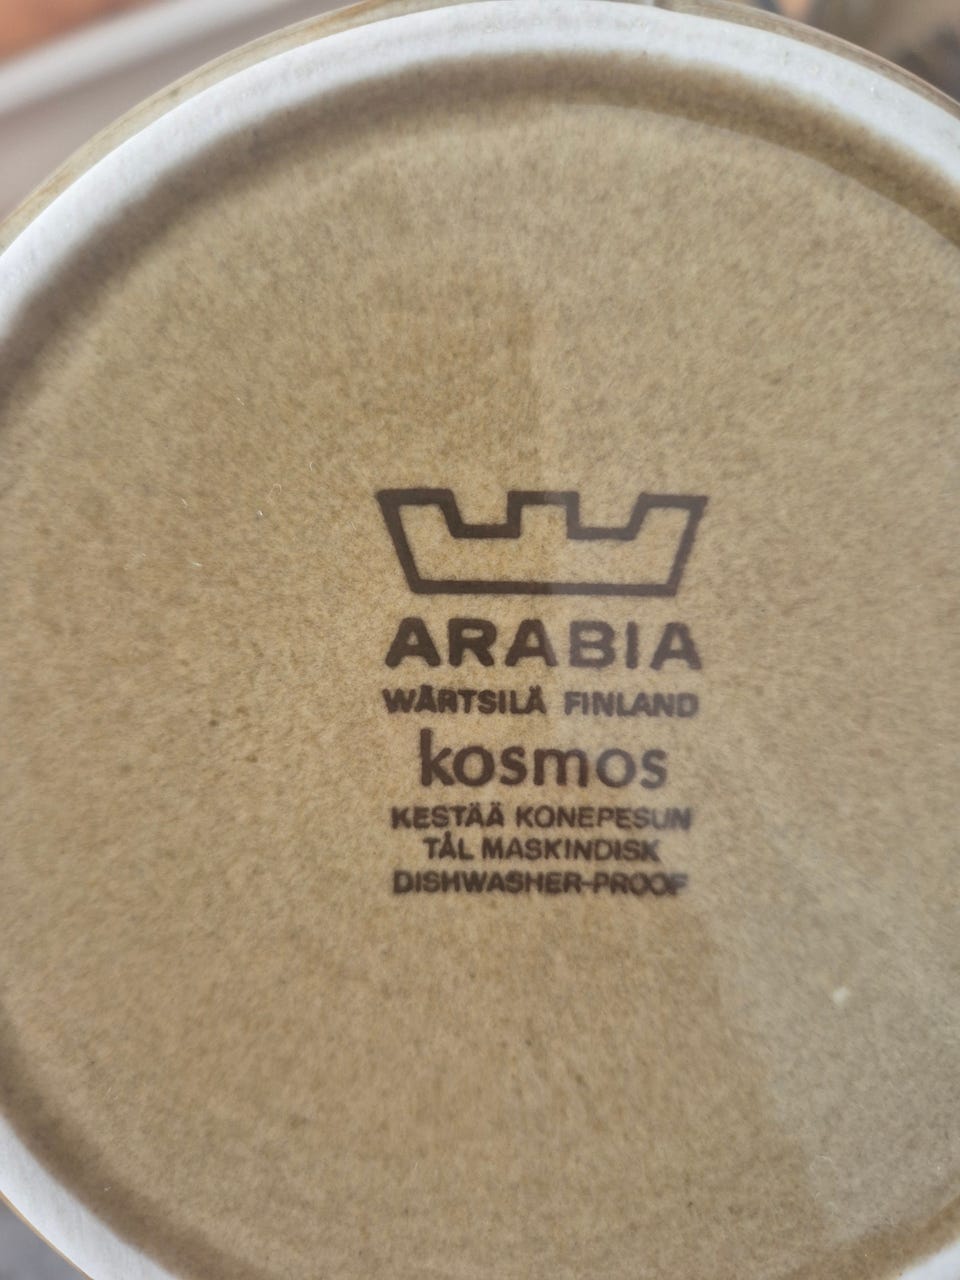 ARABIA
WÄRTSILÄ FINLAND
kosmos
KESTÄÄ KONEPESUN
TÅL MASKINDISK
DISHWASHER-PROOF